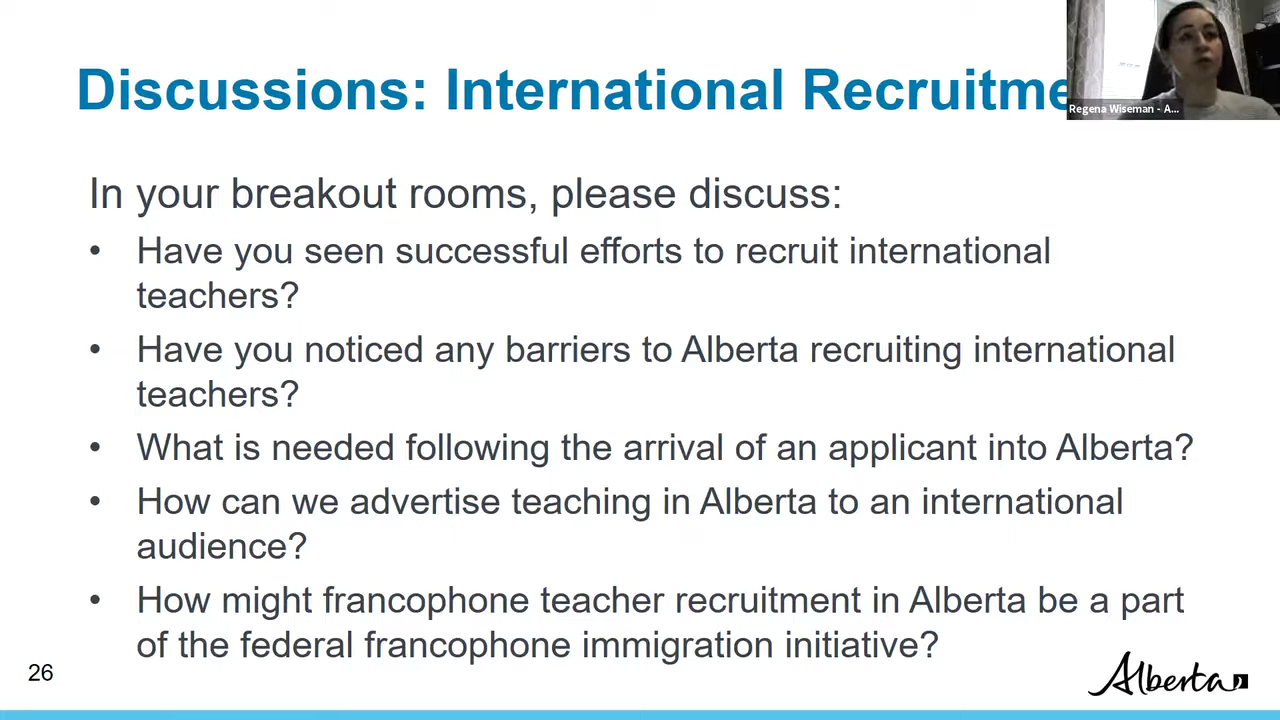 Discussions: International Recruitme
Regena Wiseman - A...
In your breakout rooms, please discuss:
• Have you seen successful efforts to recruit international
teachers?
• Have you noticed any barriers to Alberta recruiting international
teachers?
• What is needed following the arrival of an applicant into Alberta?
• How can we advertise teaching in Alberta to an international
audience?
• How might francophone teacher recruitment in Alberta be a part
of the federal francophone immigration initiative?
26
Alberta